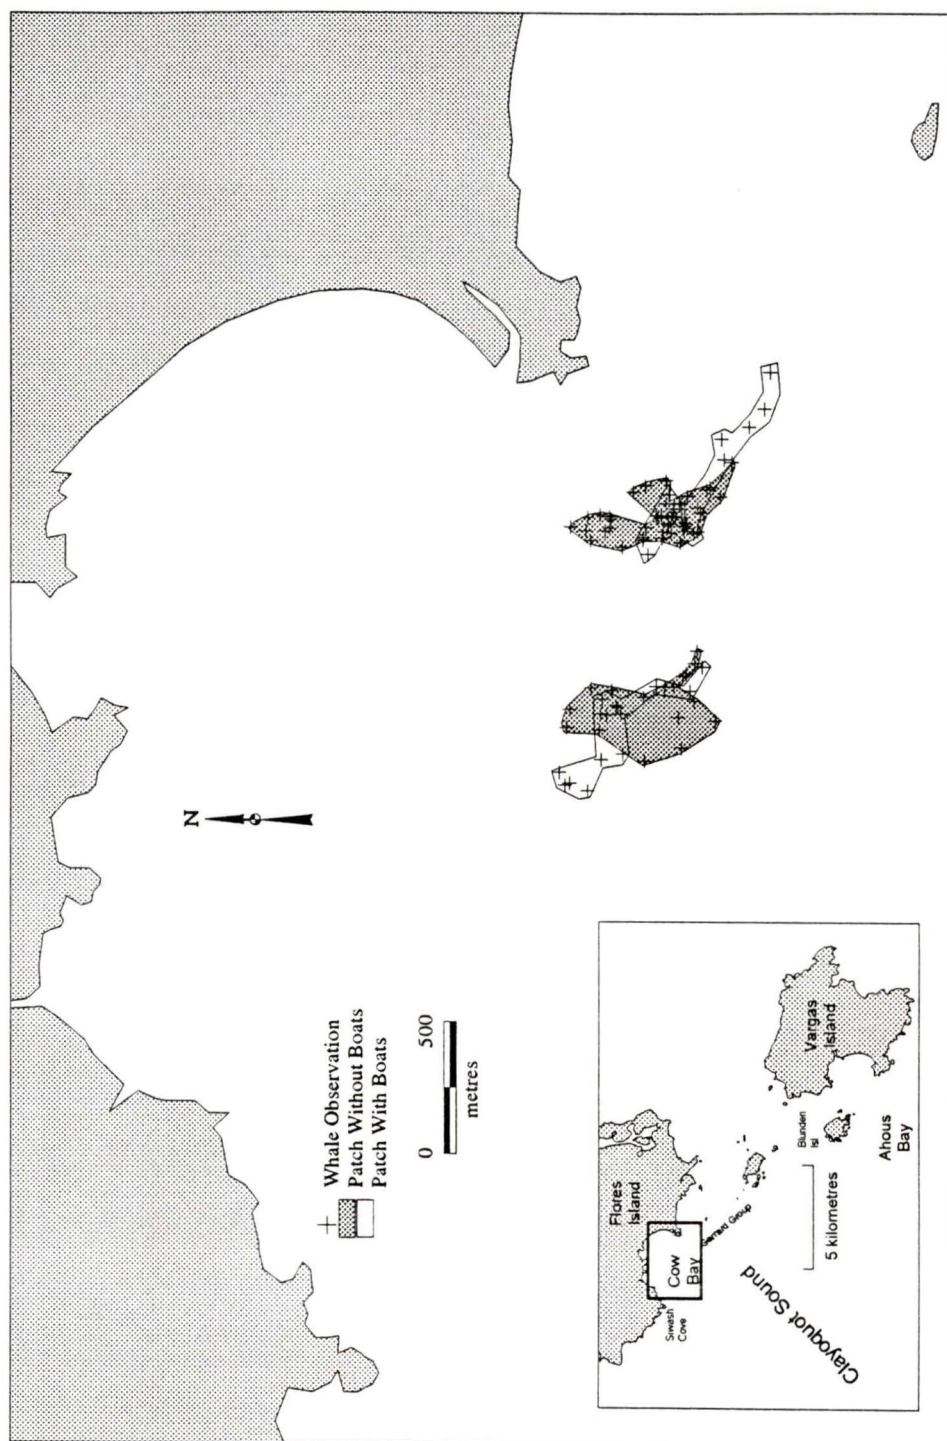 N
Whale Observation
Patch Without Boats
Patch With Boats
0 500
metres
Flores
Island
Cow
Bay
Siwash
Cove
Vargas
Island
Blunden
Isl
Ahous
Bay
5 kilometres
Clayoquot Sound
Group